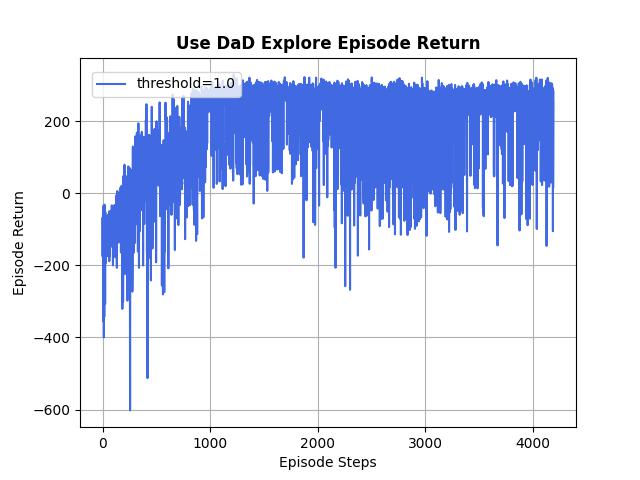 Use DaD Explore Episode Return
threshold=1.0
Episode Return
200
0
−200
−400
−600
0
1000
2000
3000
4000
Episode Steps